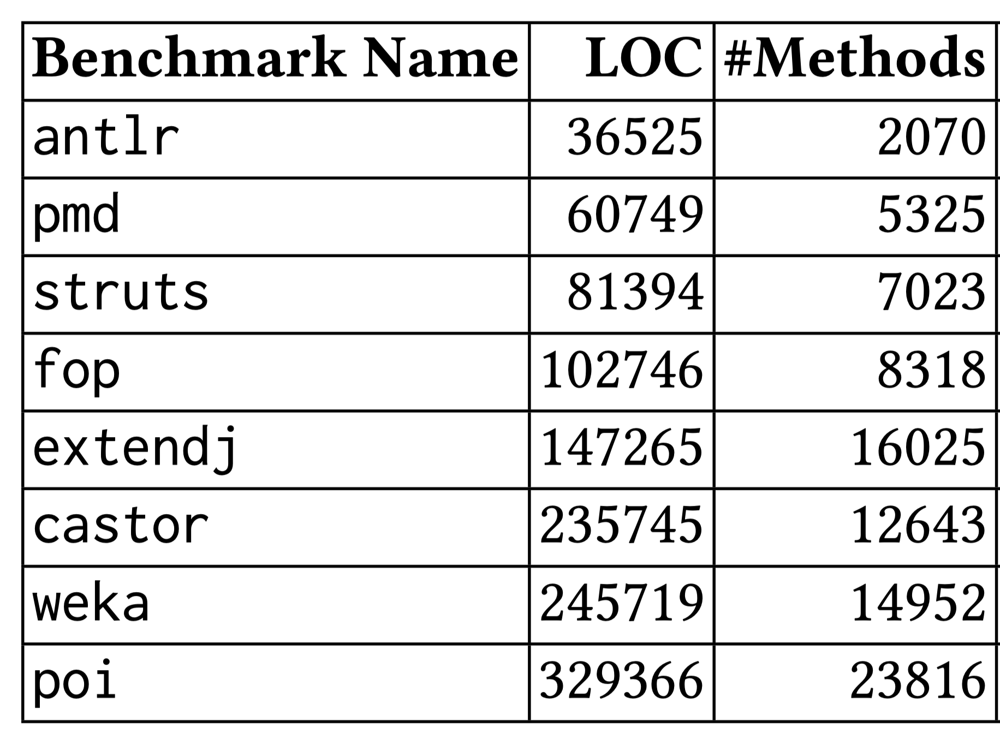 Benchmark Name LOC #Methods
antlr 36525 2070
pmd 60749 5325
struts 81394 7023
fop 102746 8318
extendj 147265 16025
castor 235745 12643
weka 245719 14952
poi 329366 23816